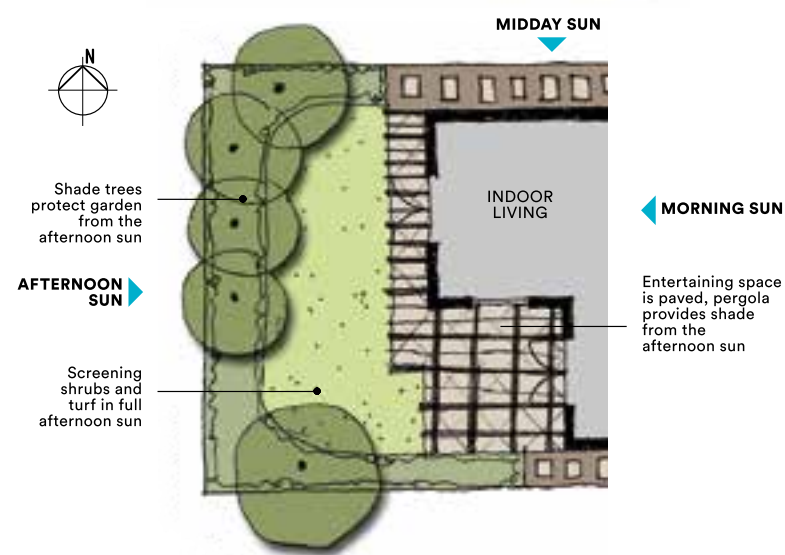 MIDDAY SUN
N
Shade trees
protect garden
from the
afternoon sun
INDOOR
LIVING
MORNING SUN
AFTERNOON
SUN
Entertaining space
is paved, pergola
provides shade
from the
afternoon sun
Screening
shrubs and
turf in full
afternoon sun